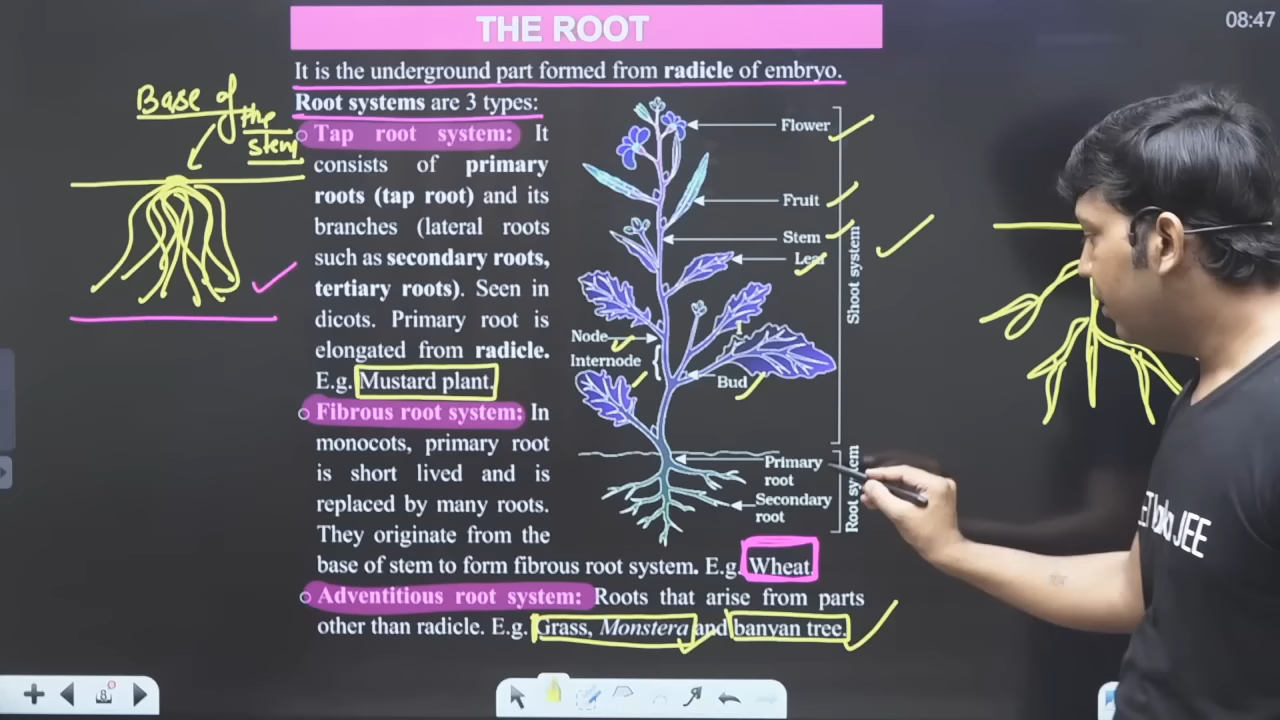 THE ROOT
08:47
It is the underground part formed from radicle of embryo.
Root systems are 3 types:
Tap root system: It
consists of primary
roots (tap root) and its
branches (lateral roots
such as secondary roots,
tertiary roots). Seen in
dicots. Primary root is
elongated from radicle.
E.g. Mustard plant.
Fibrous root system: In
monocots, primary root
is short lived and is
replaced by many roots.
They originate from the
base of stem to form fibrous root system. E.g. Wheat.
Adventitious root system: Roots that arise from parts
other than radicle. E.g. Grass, Monstera and banyan tree.
Base of
the
stem
Flower
Fruit
Stem
Leaf
Shoot system
Node
Internode
Bud
Primary
root
Secondary
root
Root system
JEE
8